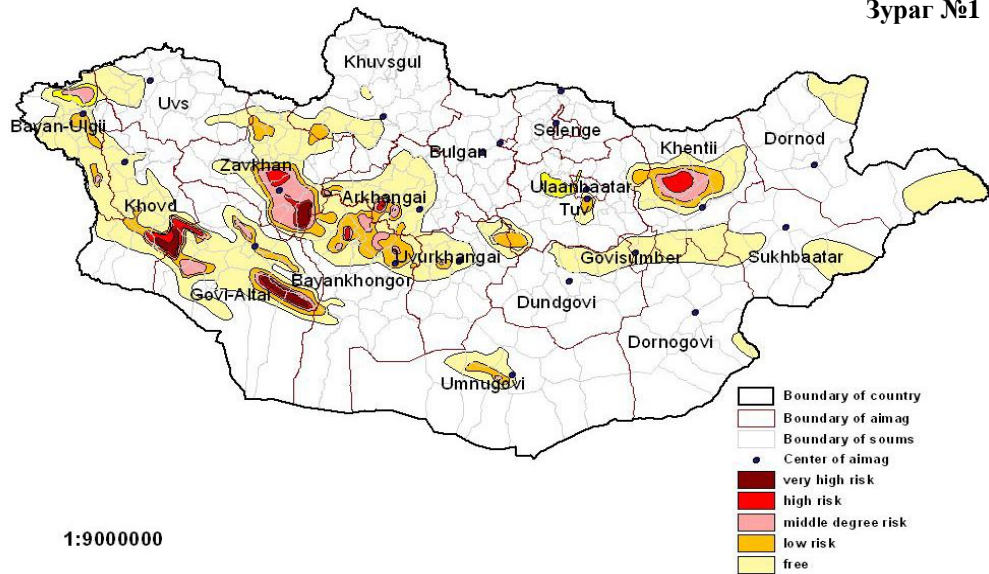 Зураг №1
Khuvsgul
Uvs
Bayan-Ulgii
Selenge
Dornod
Khentii
Bulgan
Zavkhan
Arkhangai
Ulaanbaatar
Tuv
Khovd
Uvurkhangai
Govisumber
Sukhbaatar
Bayankhongor
Govi-Altai
Dundgovi
Dornogovi
Umnugovi
Boundary of country
Boundary of aimag
Boundary of soums
Center of aimag
very high risk
high risk
middle degree risk
low risk
free
1:9000000